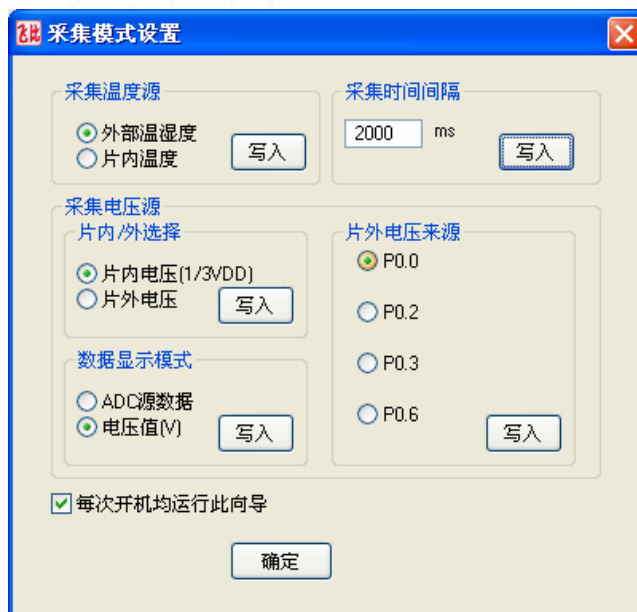 飞比 采集模式设置
采集温度源
外部温湿度
片内温度
写入
采集时间间隔
2000 ms
写入
采集电压源
片内/外选择
片内电压(1/3VDD)
片外电压
写入
数据显示模式
ADC源数据
电压值(V)
写入
片外电压来源
P0.0
P0.2
P0.3
P0.6
写入
每次开机均运行此向导
确定